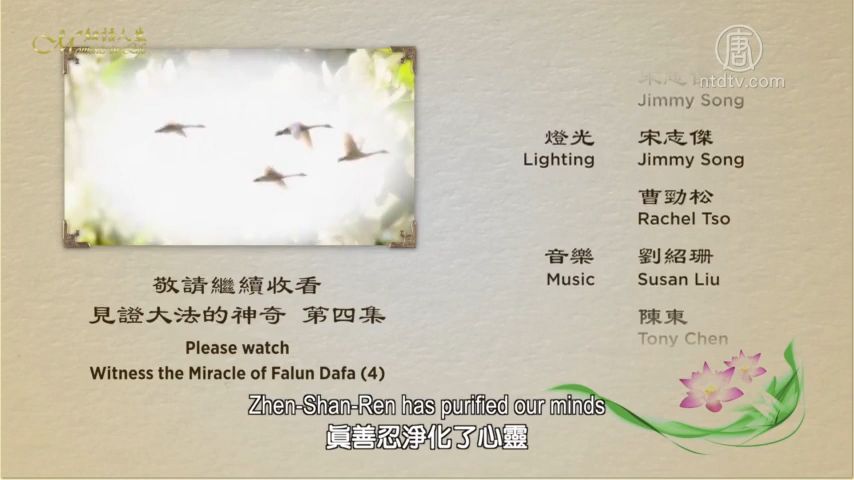 唐
ntdtv.com
Jimmy Song
燈光 宋志傑
Lighting Jimmy Song
曹勁松
Rachel Tso
音樂 劉紹珊
Music Susan Liu
陳東
Tony Chen
敬請繼續收看
見證大法的神奇 第四集
Please watch
Witness the Miracle of Falun Dafa (4)
Zhen-Shan-Ren has purified our minds
眞善忍淨化了心靈